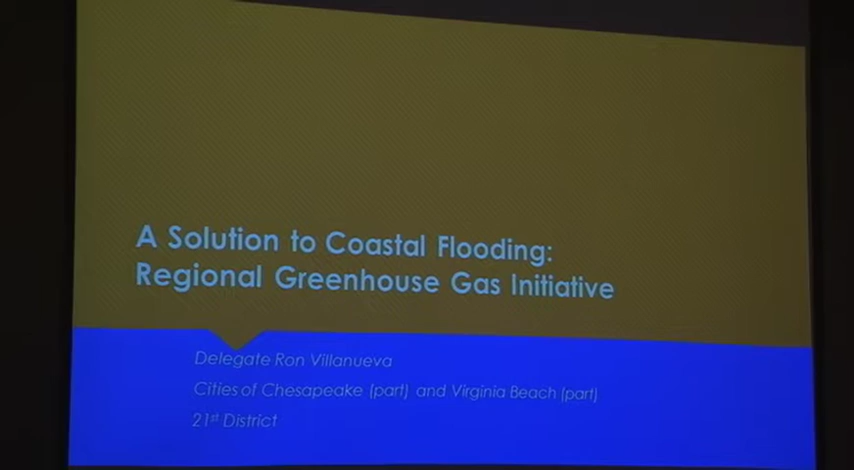 A Solution to Coastal Flooding:
Regional Greenhouse Gas Initiative
Delegate Ron Villanueva
Cities of Chesapeake (part) and Virginia Beach (part)
21st District